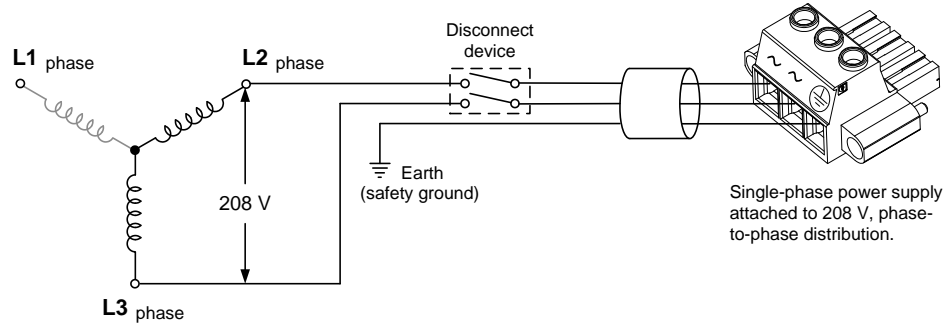 L1 phase
L2 phase
Disconnect
device
208 V
Earth
(safety ground)
L3 phase
~ ~
Single-phase power supply
attached to 208 V, phase-
to-phase distribution.